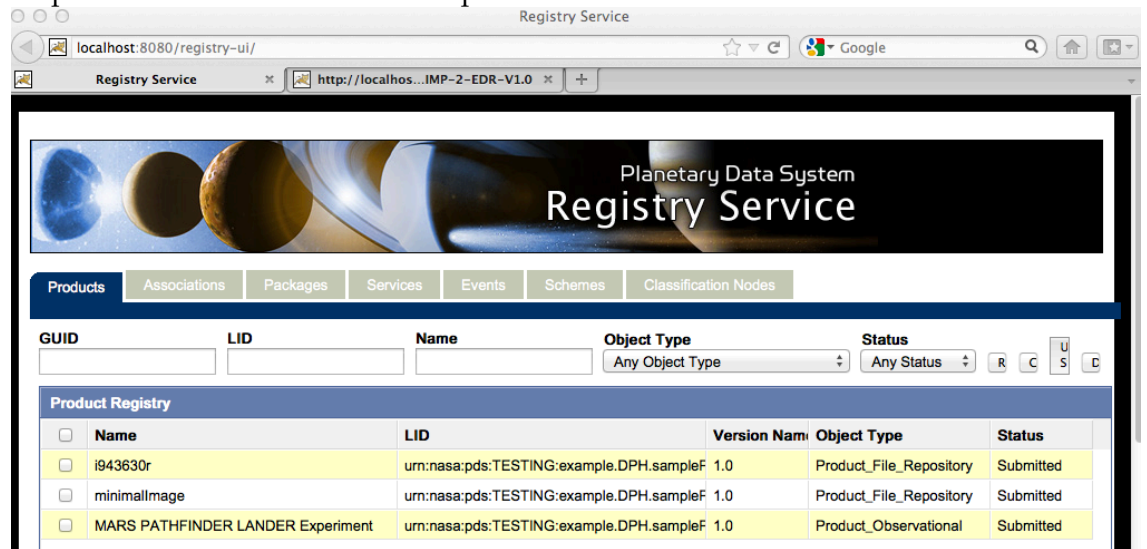 Registry Service
localhost:8080/registry-ui/
Google
Registry Service
http://localhos...IMP-2-EDR-V1.0
Planetary Data System
Registry Service
Products Associations Packages Services Events Schemes Classification Nodes
GUID LID Name Object Type Status
Any Object Type Any Status R C U S D
Product Registry
Name LID Version Nam Object Type Status
i943630r urn:nasa:pds:TESTING:example.DPH.sampleF 1.0 Product_File_Repository Submitted
minimalImage urn:nasa:pds:TESTING:example.DPH.sampleF 1.0 Product_File_Repository Submitted
MARS PATHFINDER LANDER Experiment urn:nasa:pds:TESTING:example.DPH.sampleF 1.0 Product_Observational Submitted